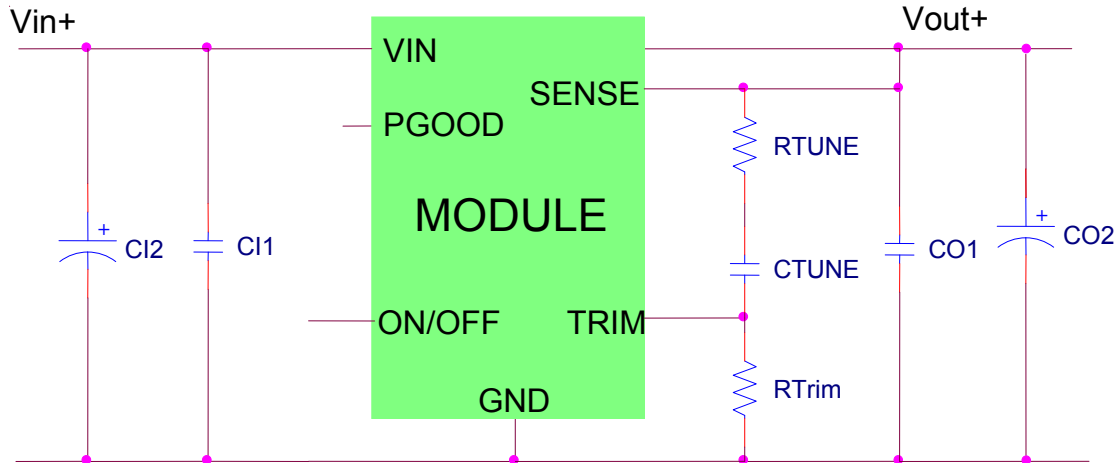 Vin+
Vout+
VIN
SENSE
PGOOD
RTUNE
MODULE
+
CI2
CI1
CTUNE
CO1
+
CO2
ON/OFF
TRIM
RTrim
GND